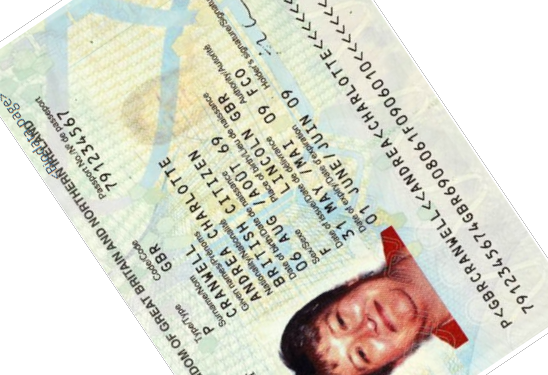 KINGDOM OF GREAT BRITAIN AND NORTHERN IRELAND
Type/Type
Code/Code
Passport No./No de passeport
P
GBR
791234567
Surname/Nom
CRANWELL
Given names/Prénoms
ANDREA CHARLOTTE
Nationality/Nationalité
BRITISH CITIZEN
Date of birth/Date de naissance
06 AUG /AOUT 69
Sex/Sexe
Place of birth/Lieu de naissance
F
LINCOLN GBR
Date of issue/Date de délivrance
Authority/Autorité
31 MAY /MAI 09
FCO
Date of expiry/Date d'expiration
Holder's signature/Signature
01 JUNE/JUIN 09
P<GBRCRANWELL<<ANDREA<CHARLOTTE<<<<<<
7912345674GBR6908061F0906010<<<<<<